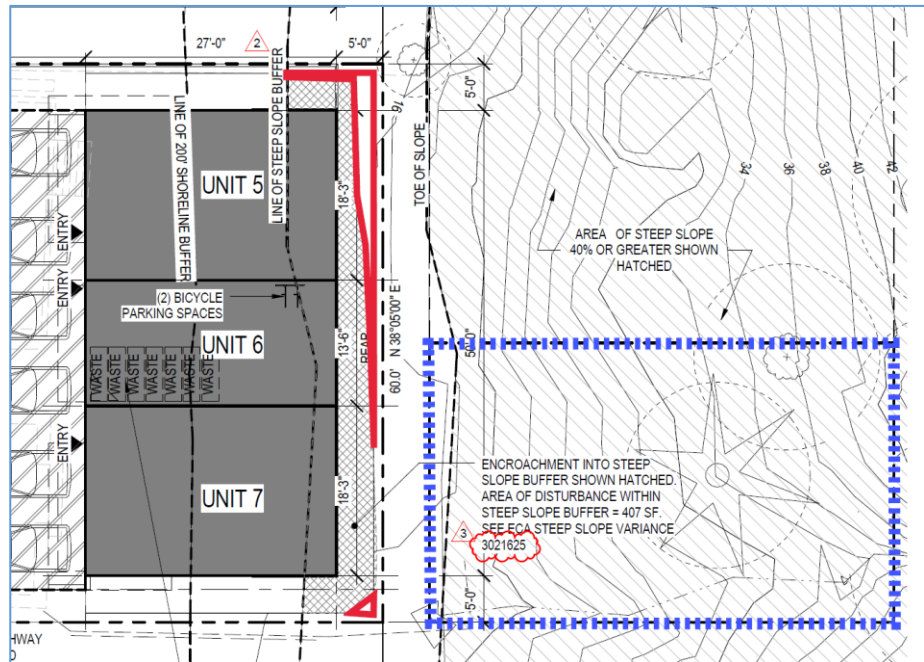 27'-0"
2
5'-0"
LINE OF 200' SHORELINE BUFFER
LINE OF STEEP SLOPE BUFFER
16
TOE OF SLOPE
5'-0"
34
36
38
40
42
UNIT 5
18'-3"
ENTRY
AREA OF STEEP SLOPE
40% OR GREATER SHOWN
HATCHED
ENTRY
(2) BICYCLE
PARKING SPACES
UNIT 6
13'-6"
REAR
60.0' N 38°05'00" E
50'-0"
WASTE
WASTE
WASTE
WASTE
WASTE
WASTE
ENTRY
UNIT 7
18'-3"
ENCROACHMENT INTO STEEP
SLOPE BUFFER SHOWN HATCHED.
AREA OF DISTURBANCE WITHIN
STEEP SLOPE BUFFER = 407 SF.
SEE ECA STEEP SLOPE VARIANCE
3
3021625
5'-0"
HWAY